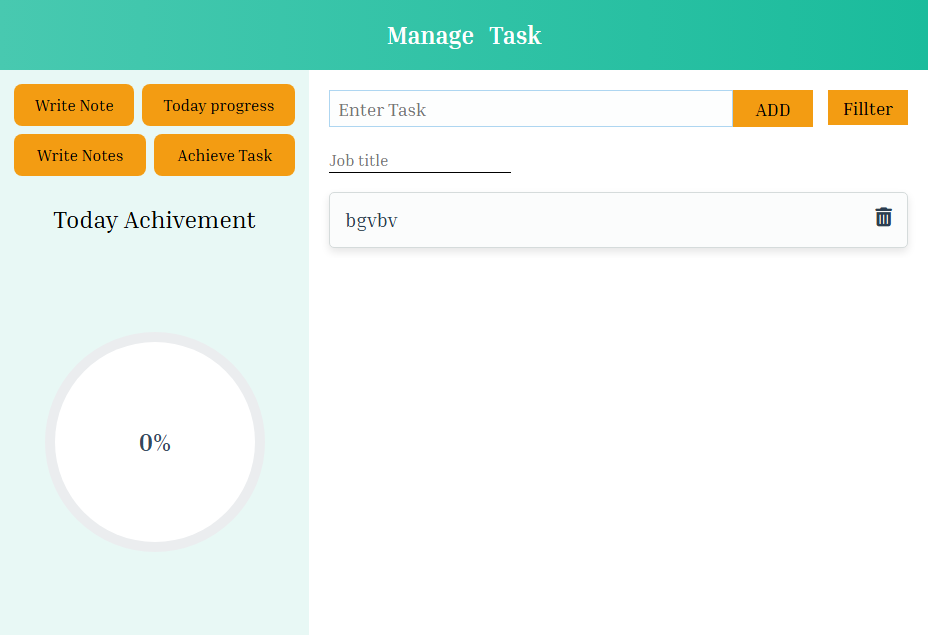 Manage Task
Write Note
Today progress
Write Notes
Achieve Task
Today Achivement
0%
Enter Task
ADD
Fillter
Job title
bgvbv